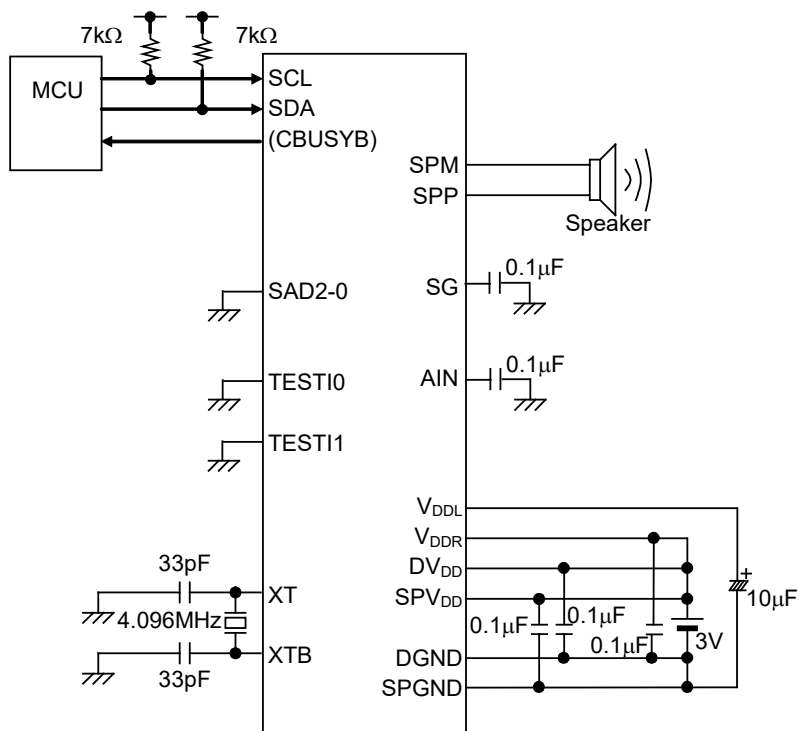 7kΩ 7kΩ
MCU
SCL
SDA
(CBUSYB)
SPM
SPP
Speaker
SG
0.1μF
SAD2-0
AIN
0.1μF
TESTI0
TESTI1
VDDL
VDDR
DVDD
SPVDD
DGND
SPGND
0.1μF
0.1μF
0.1μF
3V
+
10μF
33pF
XT
4.096MHz
XTB
33pF